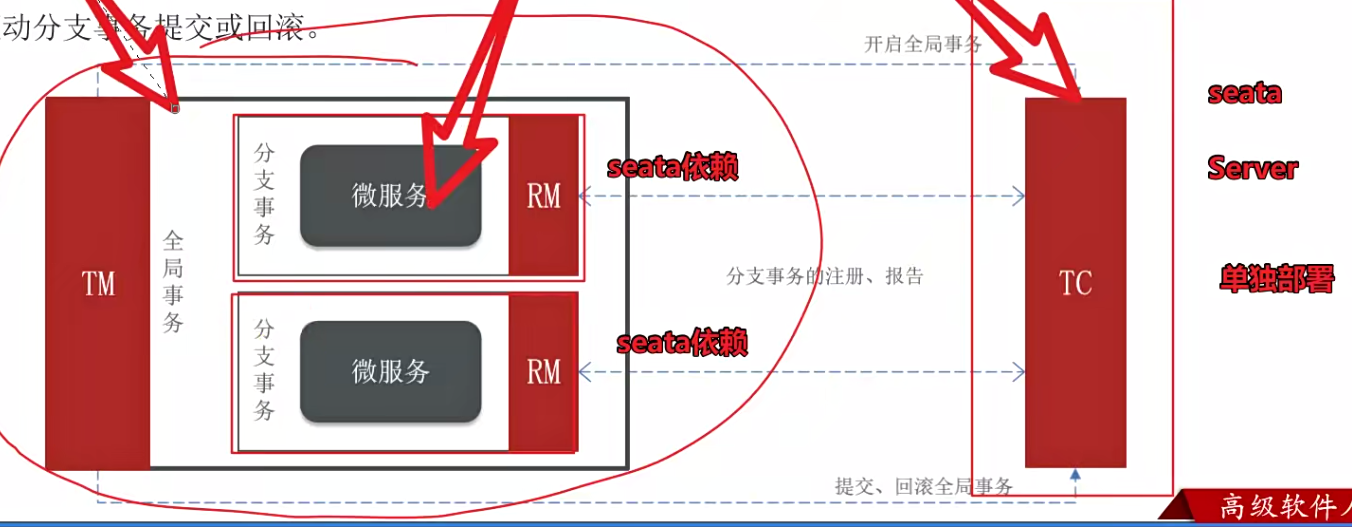 动分支事务提交或回滚。
开启全局事务
seata
Server
单独部署
TM
全局事务
分支事务
微服务
RM
seata依赖
分支事务的注册、报告
TC
分支事务
微服务
RM
seata依赖
提交、回滚全局事务
高级软件人